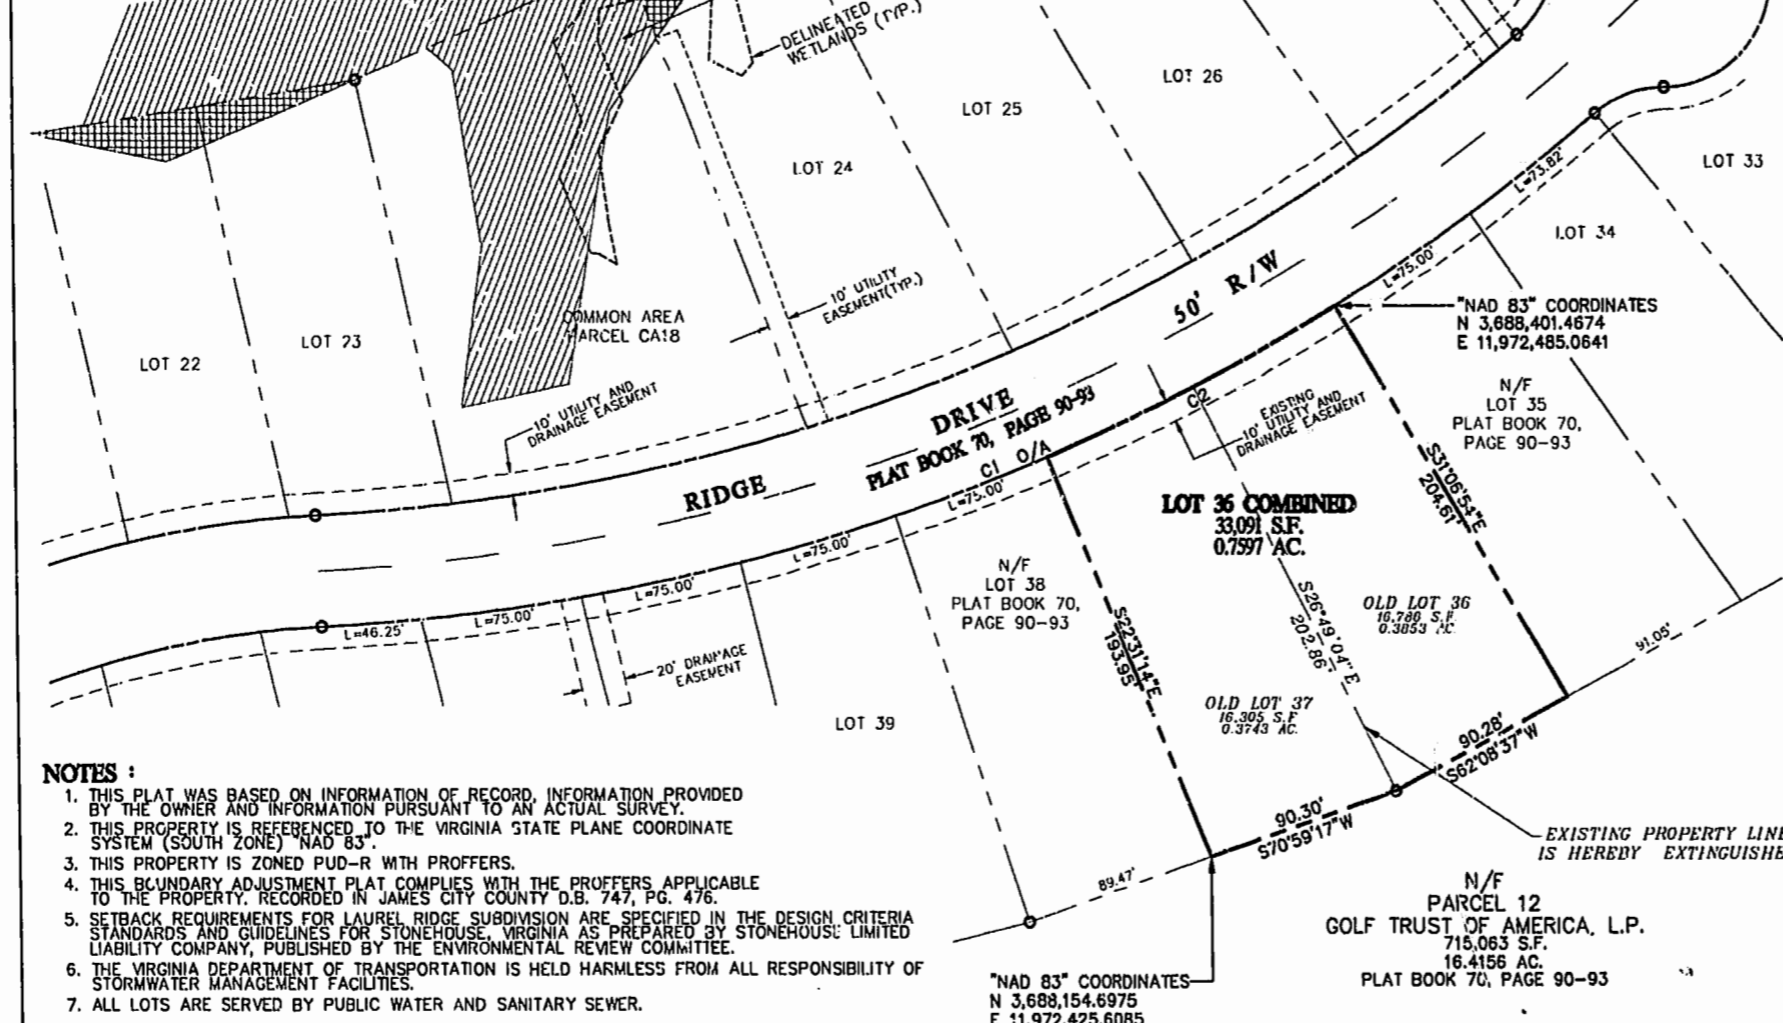 DELINEATED
WETLANDS (TYP.)
LOT 26
LOT 25
LOT 24
LOT 33
L=73.82'
LOT 34
L=75.00'
50' R/W
"NAD 83" COORDINATES
N 3,688,401.4674
E 11,972,485.0641
10' UTILITY
EASEMENT(TYP.)
COMMON AREA
PARCEL CA18
LOT 23
LOT 22
N/F
LOT 35
PLAT BOOK 70,
PAGE 90-93
10' UTILITY AND
DRAINAGE EASEMENT
RIDGE DRIVE
PLAT BOOK 70, PAGE 90-93
C1 O/A
L=75.00'
C2
EXISTING
10' UTILITY AND
DRAINAGE EASEMENT
S31°06'54"E
204.61'
LOT 36 COMBINED
33,091 S.F.
0.7597 AC.
L=75.00'
L=75.00'
L=75.00'
L=46.25'
N/F
LOT 38
PLAT BOOK 70,
PAGE 90-93
S22°31'14"E
193.95'
S26°49'04"E
202.86'
OLD LOT 36
16,786 S.F.
0.3853 AC.
91.05'
20' DRAINAGE
EASEMENT
OLD LOT 37
16,305 S.F.
0.3743 AC.
LOT 39
90.28'
S62°08'37"W
90.30'
S70°59'17"W
89.47'
EXISTING PROPERTY LINE
IS HEREBY EXTINGUISHE
N/F
PARCEL 12
GOLF TRUST OF AMERICA, L.P.
715,063 S.F.
16.4156 AC.
PLAT BOOK 70, PAGE 90-93
"NAD 83" COORDINATES
N 3,688,154.6975
E 11,972,425.6085
NOTES :
1. THIS PLAT WAS BASED ON INFORMATION OF RECORD, INFORMATION PROVIDED
BY THE OWNER AND INFORMATION PURSUANT TO AN ACTUAL SURVEY.
2. THIS PROPERTY IS REFERENCED TO THE VIRGINIA STATE PLANE COORDINATE
SYSTEM (SOUTH ZONE) "NAD 83".
3. THIS PROPERTY IS ZONED PUD-R WITH PROFFERS.
4. THIS BOUNDARY ADJUSTMENT PLAT COMPLIES WITH THE PROFFERS APPLICABLE
TO THE PROPERTY. RECORDED IN JAMES CITY COUNTY D.B. 747, PG. 476.
5. SETBACK REQUIREMENTS FOR LAUREL RIDGE SUBDIVISION ARE SPECIFIED IN THE DESIGN CRITERIA
STANDARDS AND GUIDELINES FOR STONEHOUSE, VIRGINIA AS PREPARED BY STONEHOUSE LIMITED
LIABILITY COMPANY, PUBLISHED BY THE ENVIRONMENTAL REVIEW COMMITTEE.
6. THE VIRGINIA DEPARTMENT OF TRANSPORTATION IS HELD HARMLESS FROM ALL RESPONSIBILITY OF
STORMWATER MANAGEMENT FACILITIES.
7. ALL LOTS ARE SERVED BY PUBLIC WATER AND SANITARY SEWER.